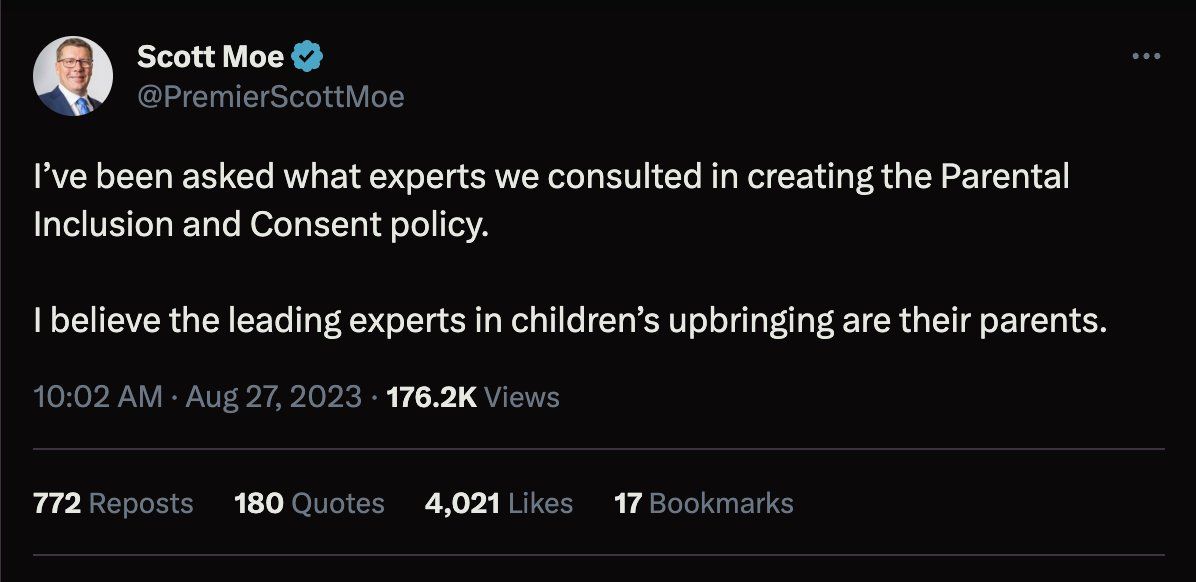 Scott Moe
@PremierScottMoe
I’ve been asked what experts we consulted in creating the Parental
Inclusion and Consent policy.
I believe the leading experts in children’s upbringing are their parents.
10:02 AM · Aug 27, 2023 · 176.2K Views
772 Reposts 180 Quotes 4,021 Likes 17 Bookmarks